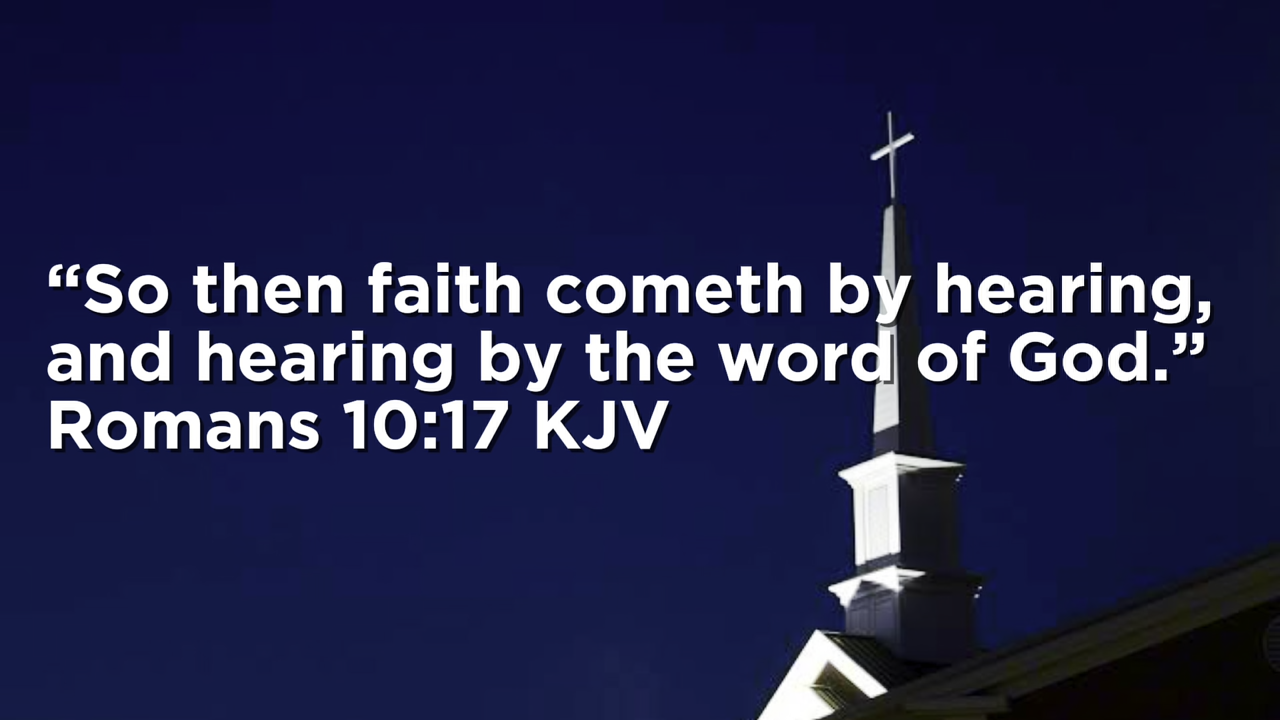 “So then faith cometh by hearing,
and hearing by the word of God.”
Romans 10:17 KJV